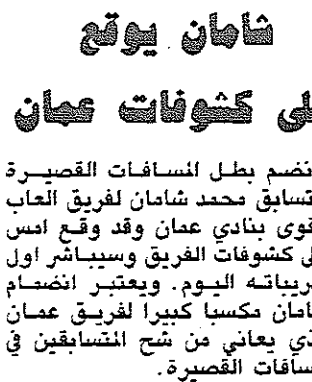 شامان يوقع
لى كشوفات عمان
نضم بطل المسافات القصيرة
تسابق محمد شامان لفريق العاب
قوى بنادي عمان وقد وقع امس
لى كشوفات الفريق وسيباشر اول
ريباته اليوم. ويعتبر انضمام
امان مكسبا كبيرا لفريق عمان
ذي يعاني من شح المتسابقين في
سافات القصيرة.